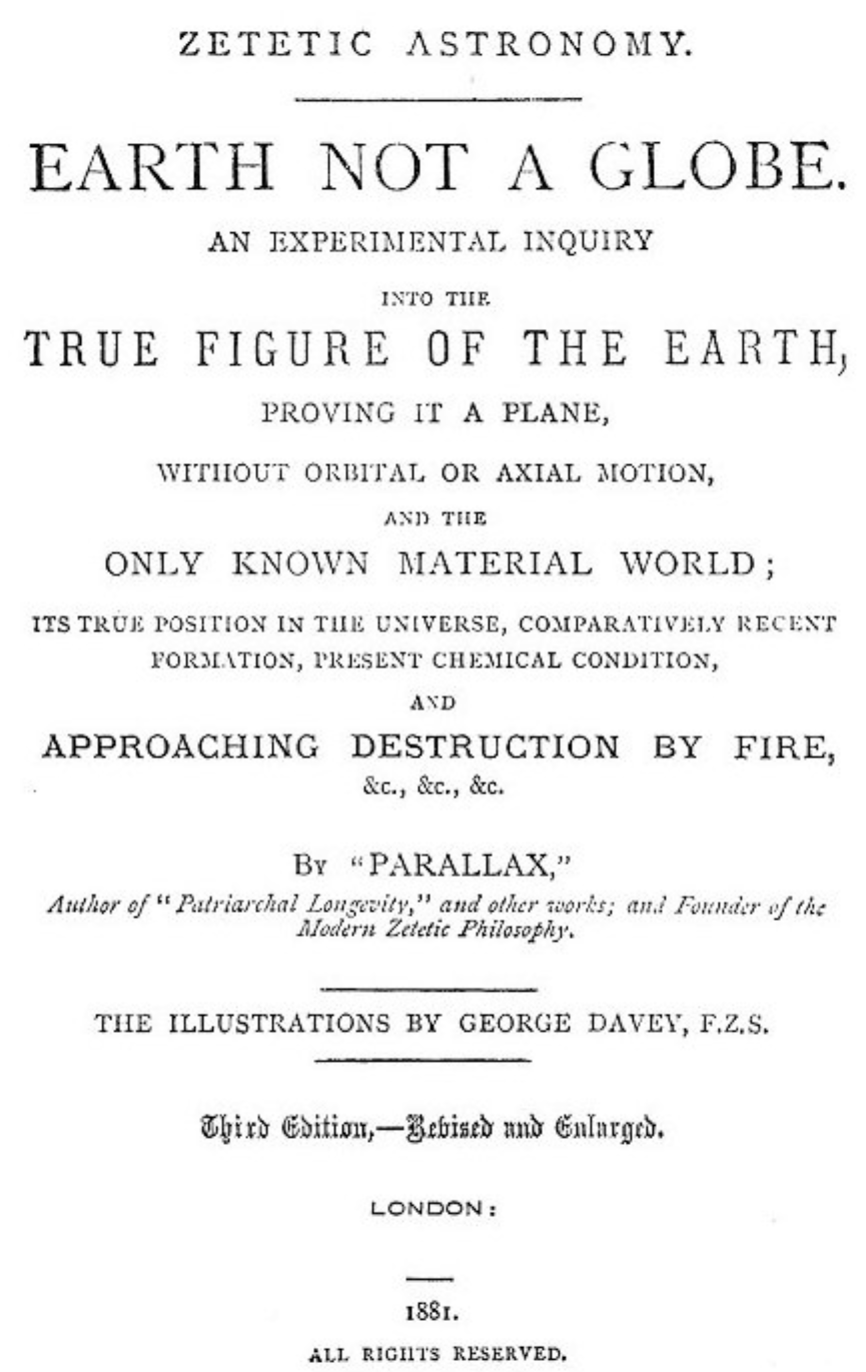 ZETETIC ASTRONOMY.
EARTH NOT A GLOBE.
AN EXPERIMENTAL INQUIRY
INTO THE
TRUE FIGURE OF THE EARTH,
PROVING IT A PLANE,
WITHOUT ORBITAL OR AXIAL MOTION,
AND THE
ONLY KNOWN MATERIAL WORLD;
ITS TRUE POSITION IN THE UNIVERSE, COMPARATIVELY RECENT
FORMATION, PRESENT CHEMICAL CONDITION,
AND
APPROACHING DESTRUCTION BY FIRE,
&c., &c., &c.
By “PARALLAX,”
Author of “Patriarchal Longevity,” and other works; and Founder of the
Modern Zetetic Philosophy.
THE ILLUSTRATIONS BY GEORGE DAVEY, F.Z.S.
Third Edition,—Revised and Enlarged.
LONDON:
1881.
ALL RIGHTS RESERVED.